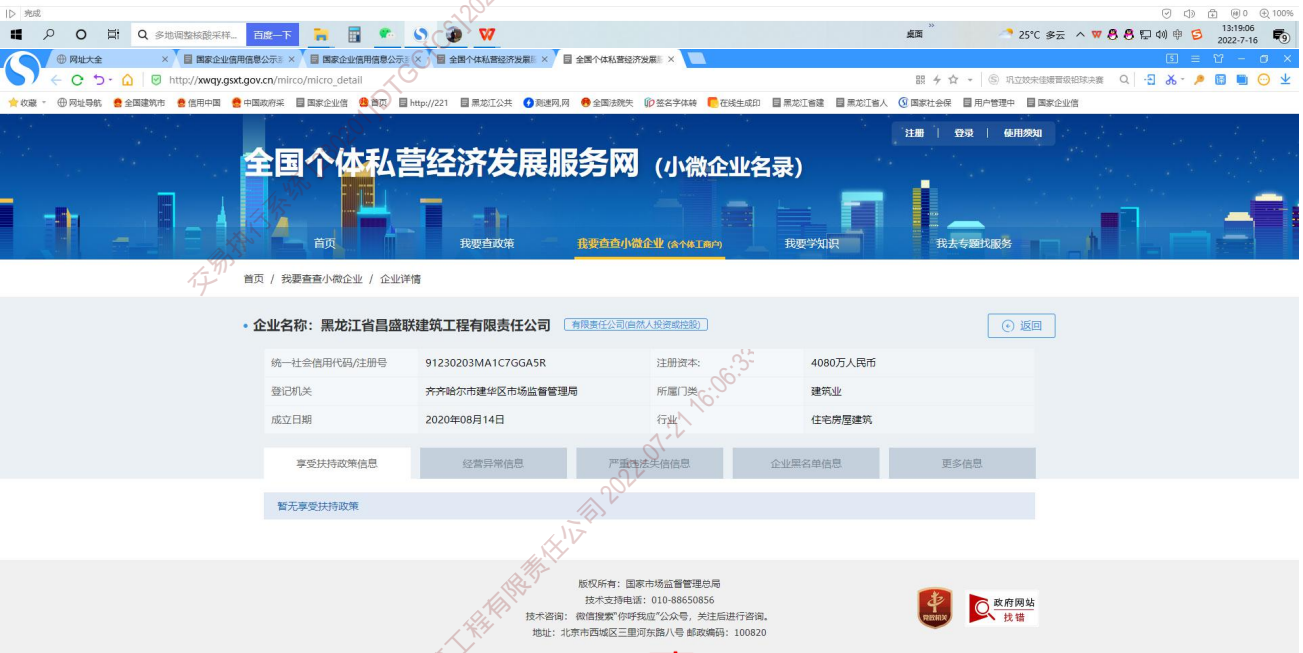 完成
0 100%
多地调整核酸采样... 百度一下 桌面 25°C 多云 中 13:19:06
2022-7-16
网址大全 国家企业信用信息公示 国家企业信用信息公示 全国个体私营经济发展 全国个体私营经济发展
http://xwqy.gsxt.gov.cn/mirco/micro_detail
收藏 网址导航 全国建筑市 信用中国 中国政府采 国家企业信 首页 http://221 黑龙江公共 测速网,网 全国法院失 签名字体转 在线生成印 黑龙江省建 黑龙江省人 国家社会保 用户管理中 国家企业信
注册 | 登录 | 使用须知
全国个体私营经济发展服务网 (小微企业名录)
首页 我要查政策 我要查查小微企业 (含个体工商户) 我要学知识 我去专题找服务
首页 / 我要查查小微企业 / 企业详情
• 企业名称：黑龙江省昌盛联建筑工程有限责任公司 有限责任公司(自然人投资或控股) 返回
统一社会信用代码/注册号 91230203MA1C7GGA5R 注册资本: 4080万人民币
登记机关 齐齐哈尔市建华区市场监督管理局 所属门类 建筑业
成立日期 2020年08月14日 行业 住宅房屋建筑
享受扶持政策信息 经营异常信息 严重违法失信信息 企业黑名单信息 更多信息
暂无享受扶持政策
版权所有：国家市场监督管理总局
技术支持电话：010-88650856
技术咨询： 微信搜索"你呼我应"公众号，关注后进行咨询。
地址：北京市西城区三里河东路八号 邮政编码：100820
党政机关
政府网站
找错